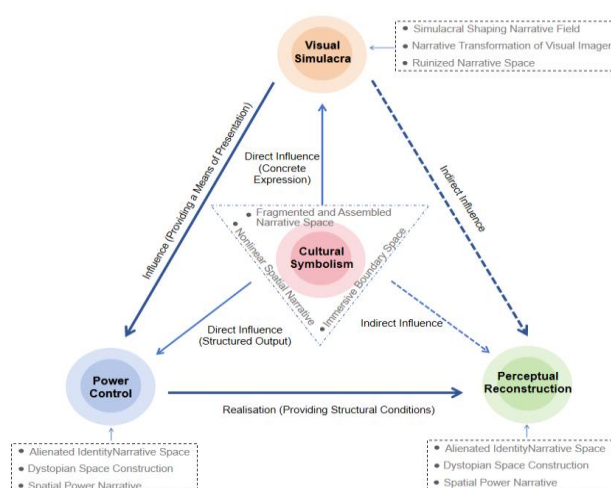 Visual
Simulacra
Simulacral Shaping Narrative Field
Narrative Transformation of Visual Imager
Ruinized Narrative Space
Influence (Providing a Means of Presentation)
Indirect Influence
Direct Influence
(Concrete
Expression)
Fragmented and Assembled
Narrative Space
Nonlinear Spatial Narrative
Immersive Boundary Space
Cultural
Symbolism
Direct Influence
(Structured Output)
Indirect Influence
Power
Control
Realisation (Providing Structural Conditions)
Perceptual
Reconstruction
Alienated IdentityNarrative Space
Dystopian Space Construction
Spatial Power Narrative
Alienated IdentityNarrative Space
Dystopian Space Construction
Spatial Power Narrative